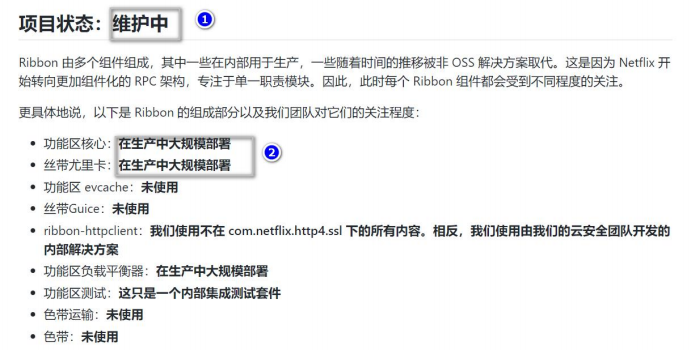 项目状态：维护中
1
Ribbon 由多个组件组成，其中一些在内部用于生产，一些随着时间的推移被非 OSS 解决方案取代。这是因为 Netflix 开
始转向更加组件化的 RPC 架构，专注于单一职责模块。因此，此时每个 Ribbon 组件都会受到不同程度的关注。
更具体地说，以下是 Ribbon 的组成部分以及我们团队对它们的关注程度：
• 功能区核心：在生产中大规模部署
2
• 丝带尤里卡：在生产中大规模部署
• 功能区 evcache：未使用
• 丝带Guice：未使用
• ribbon-httpclient：我们使用不在 com.netflix.http4.ssl 下的所有内容。相反，我们使用由我们的云安全团队开发的
内部解决方案
• 功能区负载平衡器：在生产中大规模部署
• 功能区测试：这只是一个内部集成测试套件
• 色带运输：未使用
• 色带：未使用